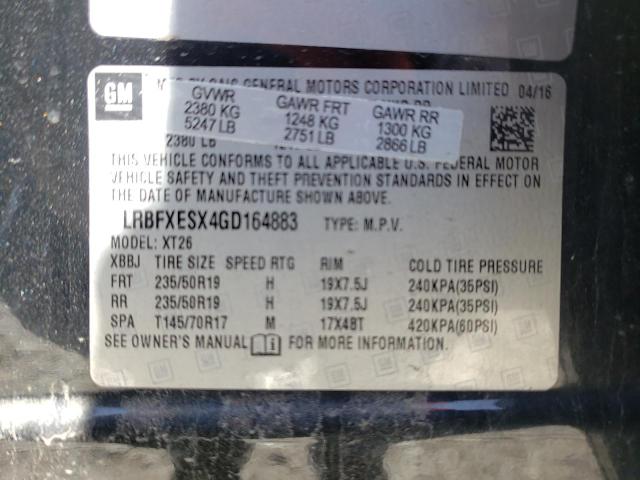 GM
GENERAL MOTORS CORPORATION LIMITED 04/16
GVWR GAWR FRT GAWR RR
2380 KG 1248 KG 1300 KG
5247 LB 2751 LB 2866 LB
2380 LB
THIS VEHICLE CONFORMS TO ALL APPLICABLE U.S. FEDERAL MOTOR
VEHICLE SAFETY AND THEFT PREVENTION STANDARDS IN EFFECT ON
THE DATE OF MANUFACTURE SHOWN ABOVE.
LRBFXESX4GD164883 TYPE: M.P.V.
MODEL: XT26
XBBJ TIRE SIZE SPEED RTG RIM COLD TIRE PRESSURE
FRT 235/50R19 H 19X7.5J 240KPA(35PSI)
RR 235/50R19 H 19X7.5J 240KPA(35PSI)
SPA T145/70R17 M 17X4BT 420KPA(60PSI)
SEE OWNER'S MANUAL FOR MORE INFORMATION.